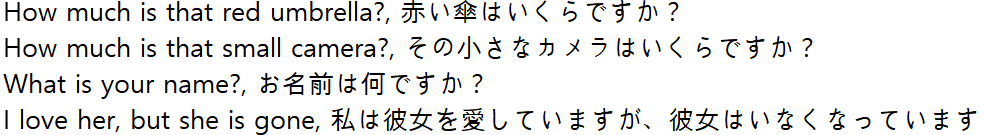 How much is that red umbrella?, 赤い傘はいくらですか？
How much is that small camera?, その小さなカメラはいくらですか？
What is your name?, お名前は何ですか？
I love her, but she is gone, 私は彼女を愛していますが、彼女はいなくなっています